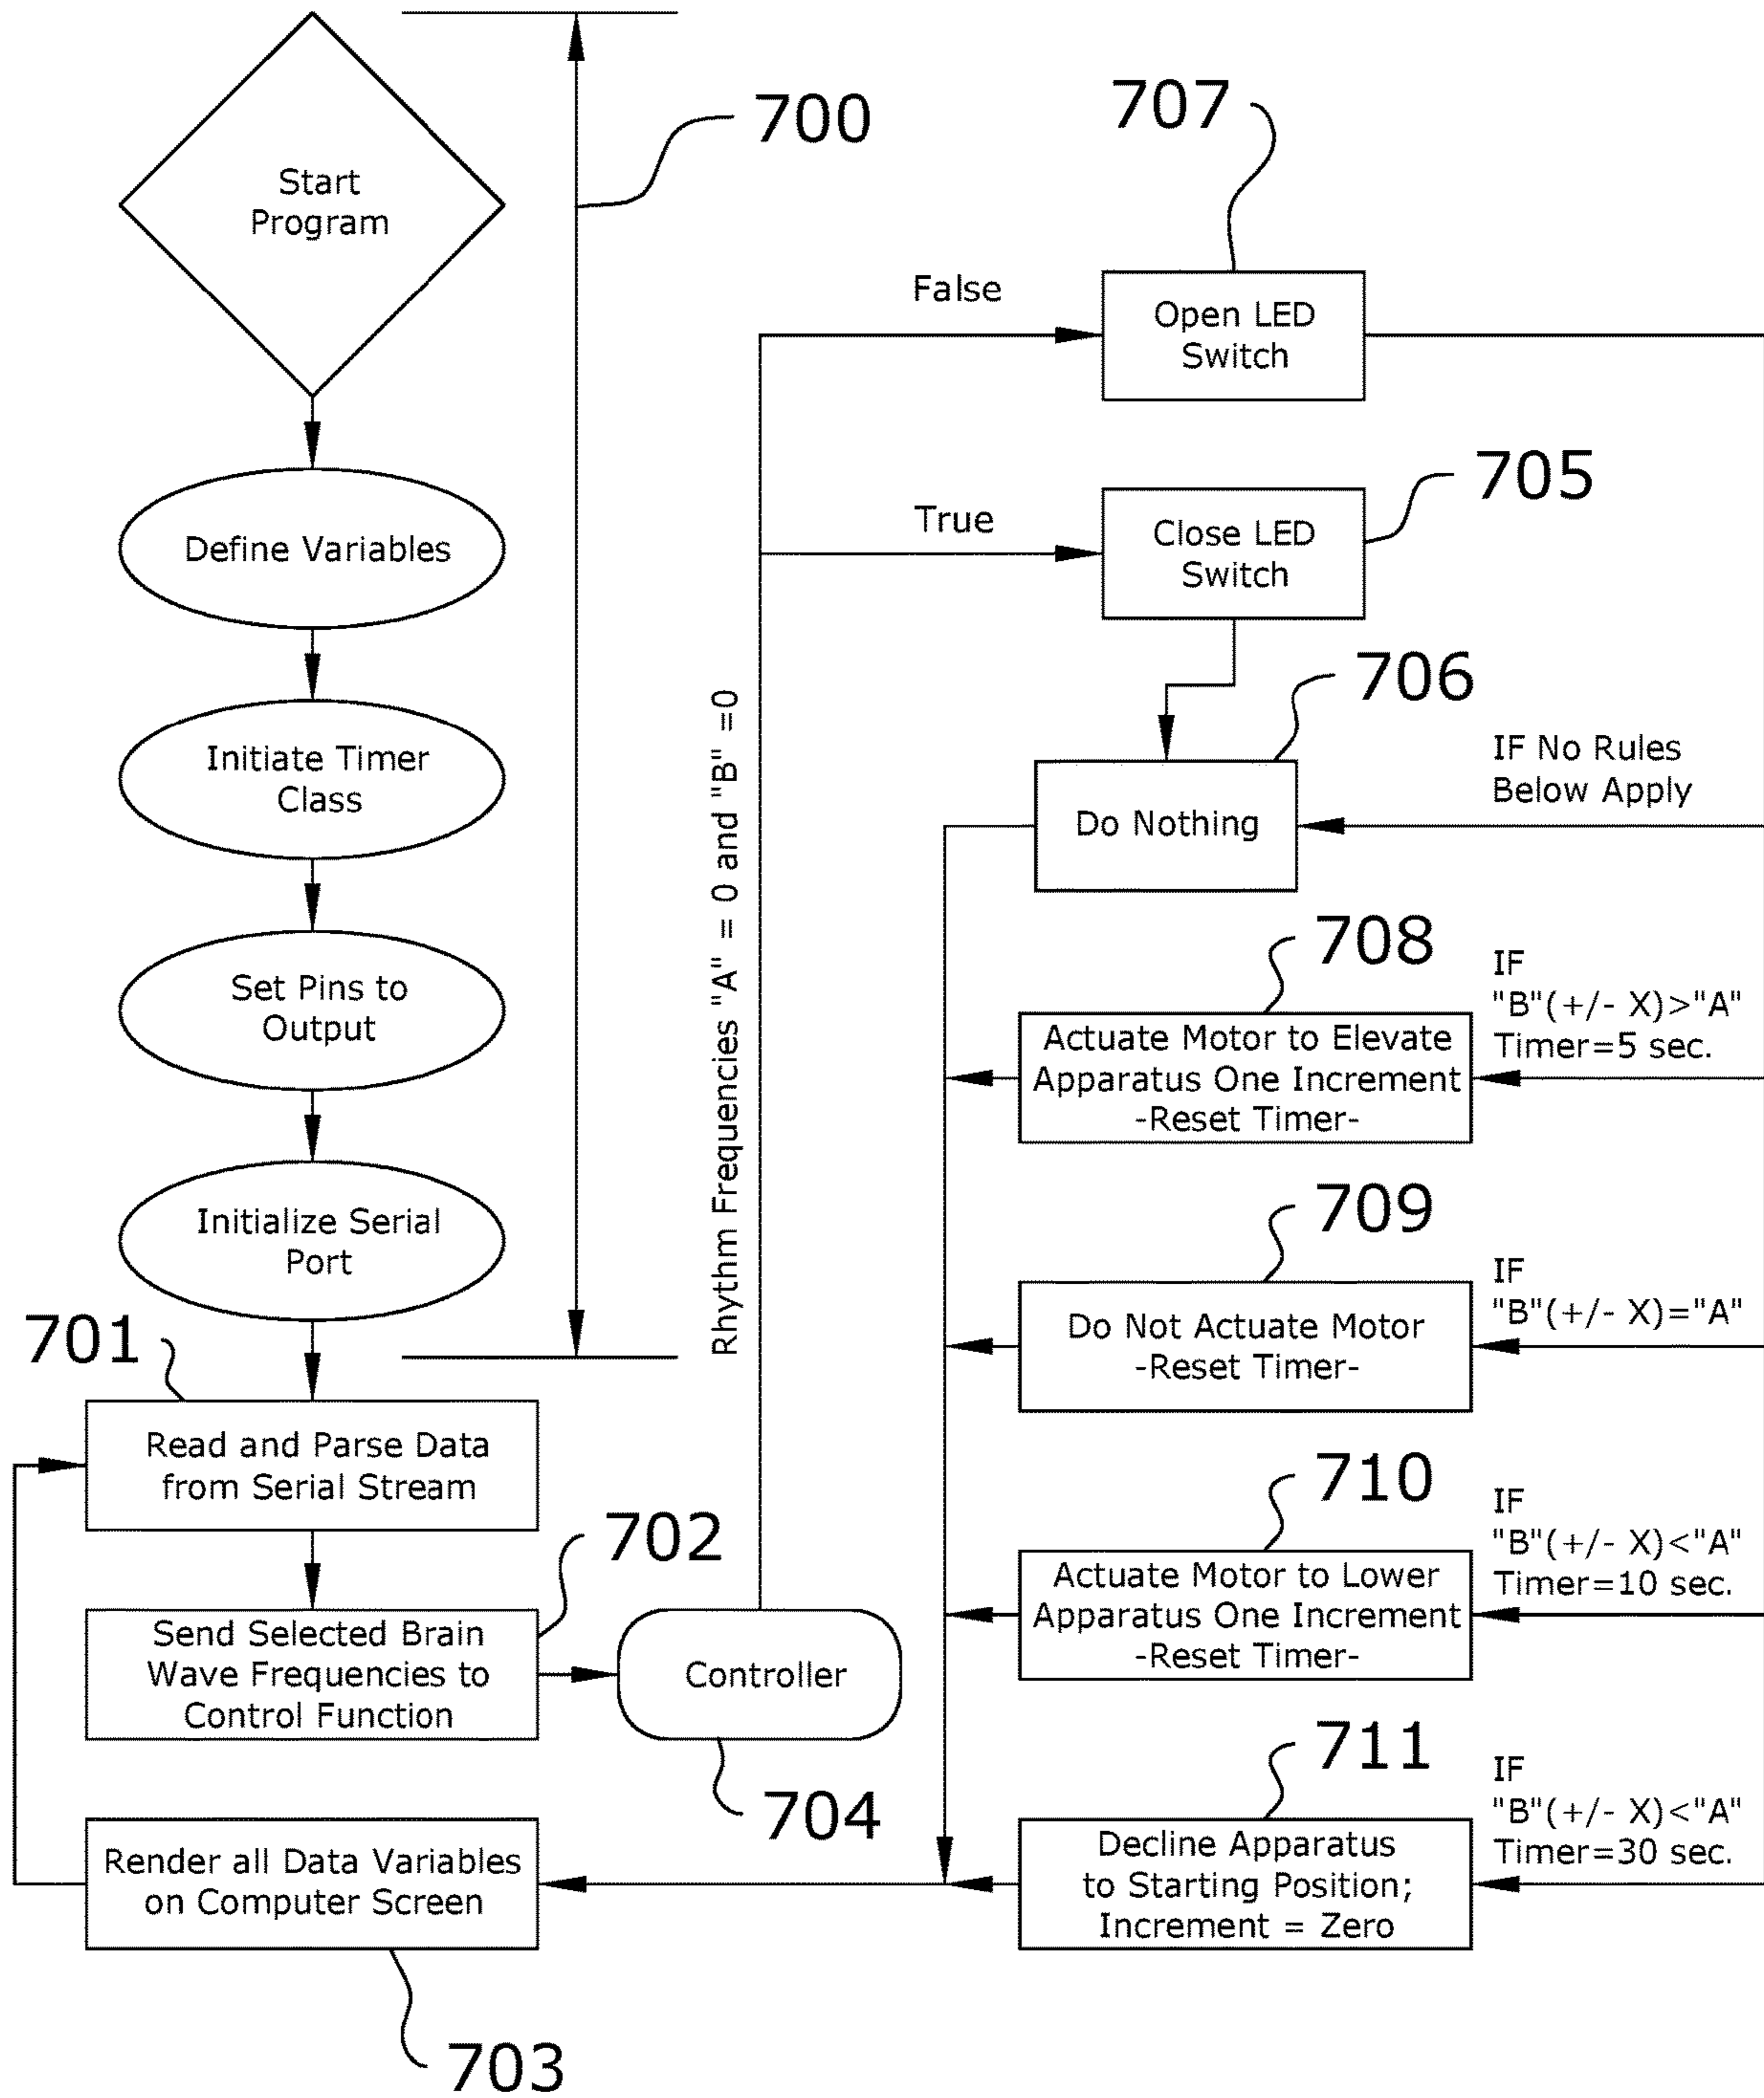 Start
Program
700
Define Variables
Initiate Timer
Class
Set Pins to
Output
Initialize Serial
Port
701
Read and Parse Data
from Serial Stream
702
Send Selected Brain
Wave Frequencies to
Control Function
Controller
704
Render all Data Variables
on Computer Screen
703
Rhythm Frequencies "A" = 0 and "B" =0
707
False
Open LED
Switch
705
True
Close LED
Switch
706
IF No Rules
Below Apply
Do Nothing
708
IF
"B"(+/- X)>"A"
Timer=5 sec.
Actuate Motor to Elevate
Apparatus One Increment
-Reset Timer-
709
IF
"B"(+/- X)="A"
Do Not Actuate Motor
-Reset Timer-
710
IF
"B"(+/- X)<"A"
Timer=10 sec.
Actuate Motor to Lower
Apparatus One Increment
-Reset Timer-
711
IF
"B"(+/- X)<"A"
Timer=30 sec.
Decline Apparatus
to Starting Position;
Increment = Zero